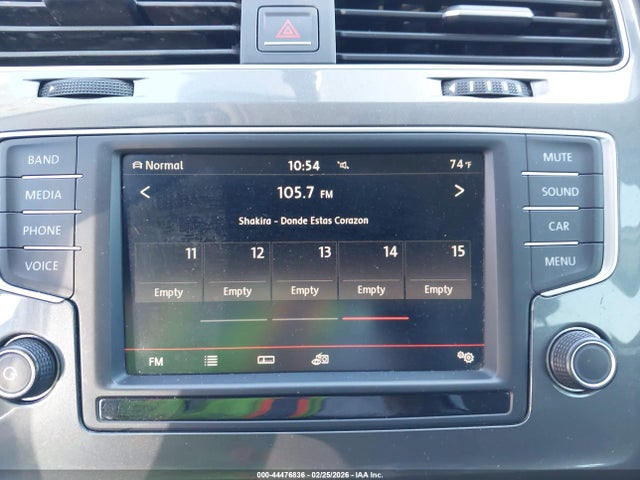 BAND
MEDIA
PHONE
VOICE
Normal 10:54 74 °F
105.7 FM
Shakira - Donde Estas Corazon
11 12 13 14 15
Empty Empty Empty Empty Empty
FM
MUTE
SOUND
CAR
MENU
000-44476836 - 02/25/2026 - IAA Inc.